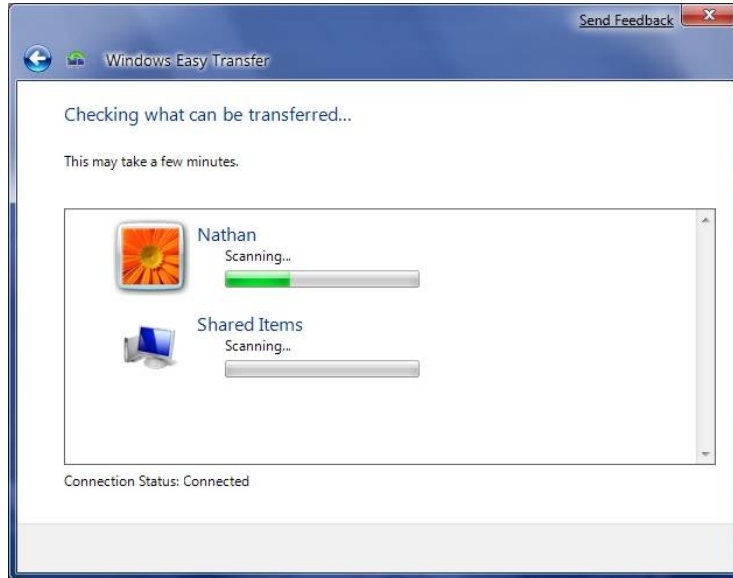 Send Feedback
Windows Easy Transfer
Checking what can be transferred...
This may take a few minutes.
Nathan
Scanning...
Shared Items
Scanning...
Connection Status: Connected